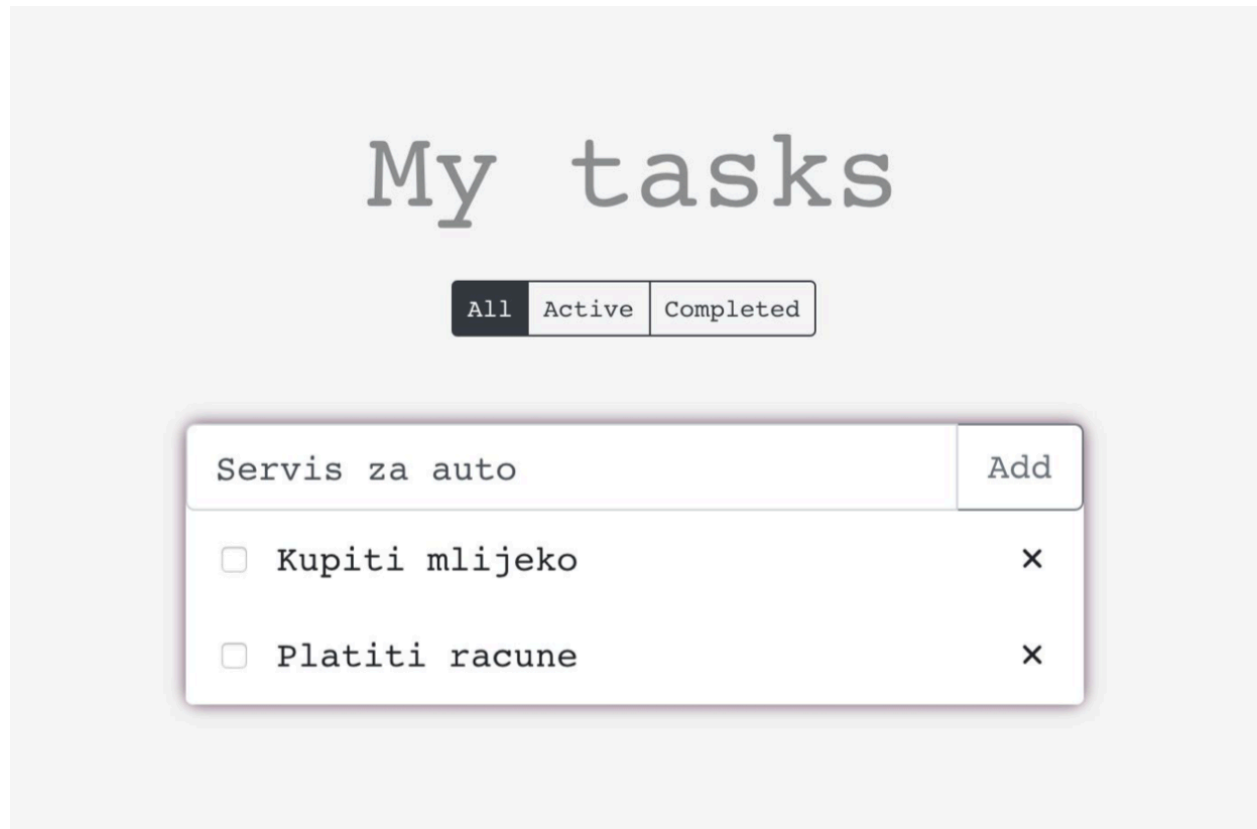 My tasks
All Active Completed
Servis za auto Add
Kupiti mlijeko ×
Platiti racune ×